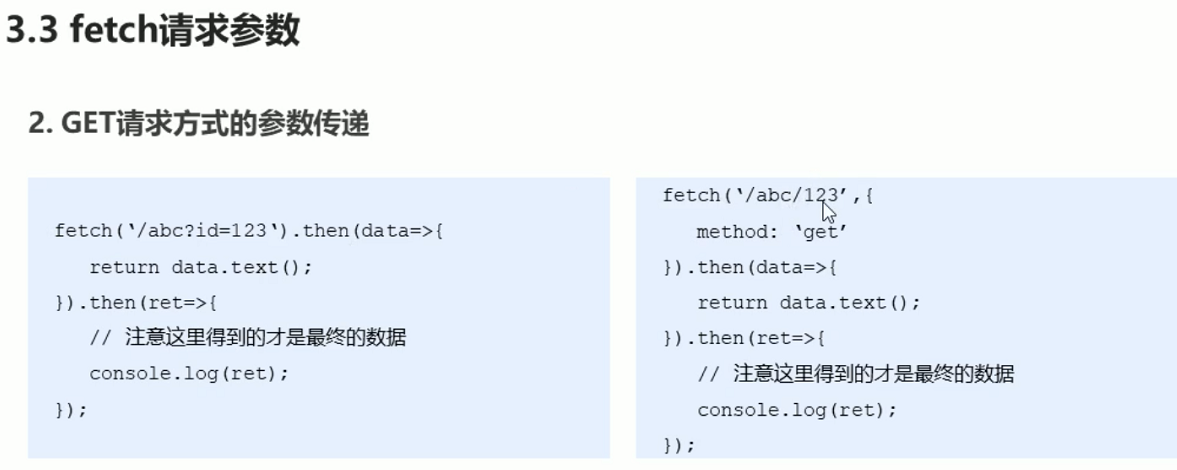 3.3 fetch请求参数
2. GET请求方式的参数传递
fetch(‘/abc?id=123‘).then(data=>{
return data.text();
}).then(ret=>{
// 注意这里得到的才是最终的数据
console.log(ret);
});
fetch(‘/abc/123’,{
method: ‘get’
}).then(data=>{
return data.text();
}).then(ret=>{
// 注意这里得到的才是最终的数据
console.log(ret);
});